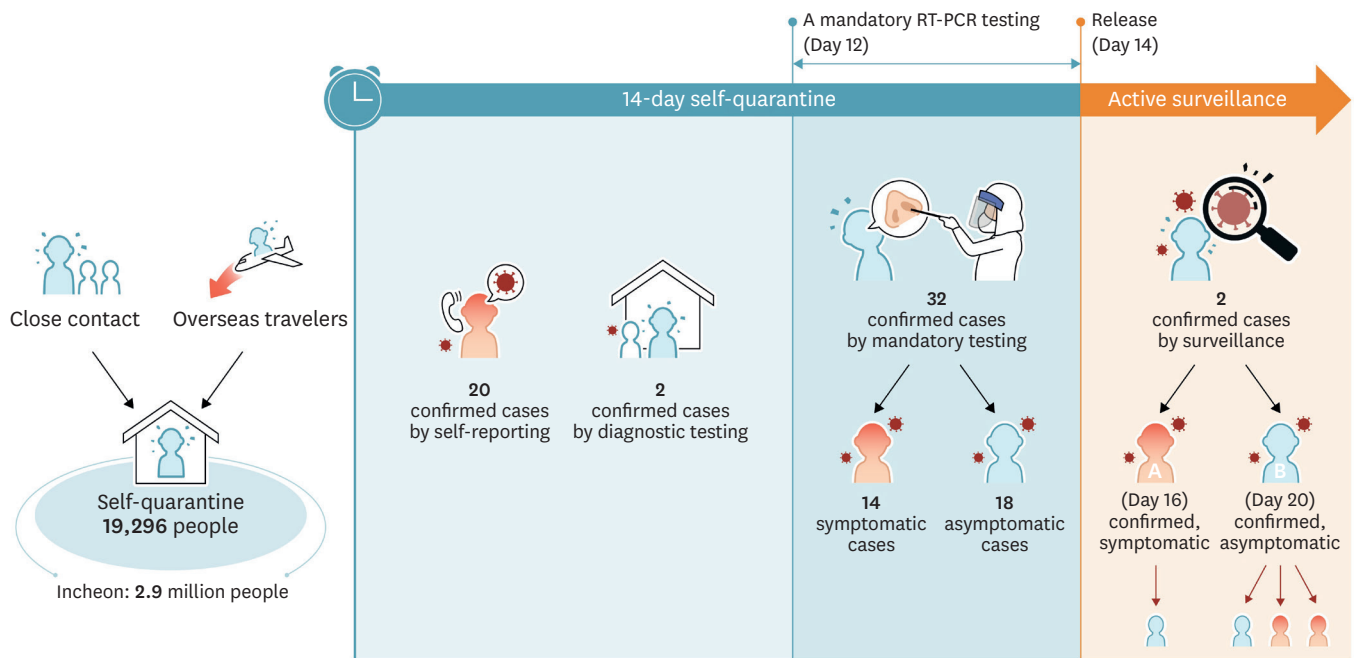 A mandatory RT-PCR testing
(Day 12)
Release
(Day 14)
14-day self-quarantine
Active surveillance
Close contact
Overseas travelers
Self-quarantine
19,296 people
Incheon: 2.9 million people
20
confirmed cases
by self-reporting
2
confirmed cases
by diagnostic testing
32
confirmed cases
by mandatory testing
14
symptomatic
cases
18
asymptomatic
cases
2
confirmed cases
by surveillance
A
(Day 16)
confirmed,
symptomatic
B
(Day 20)
confirmed,
asymptomatic